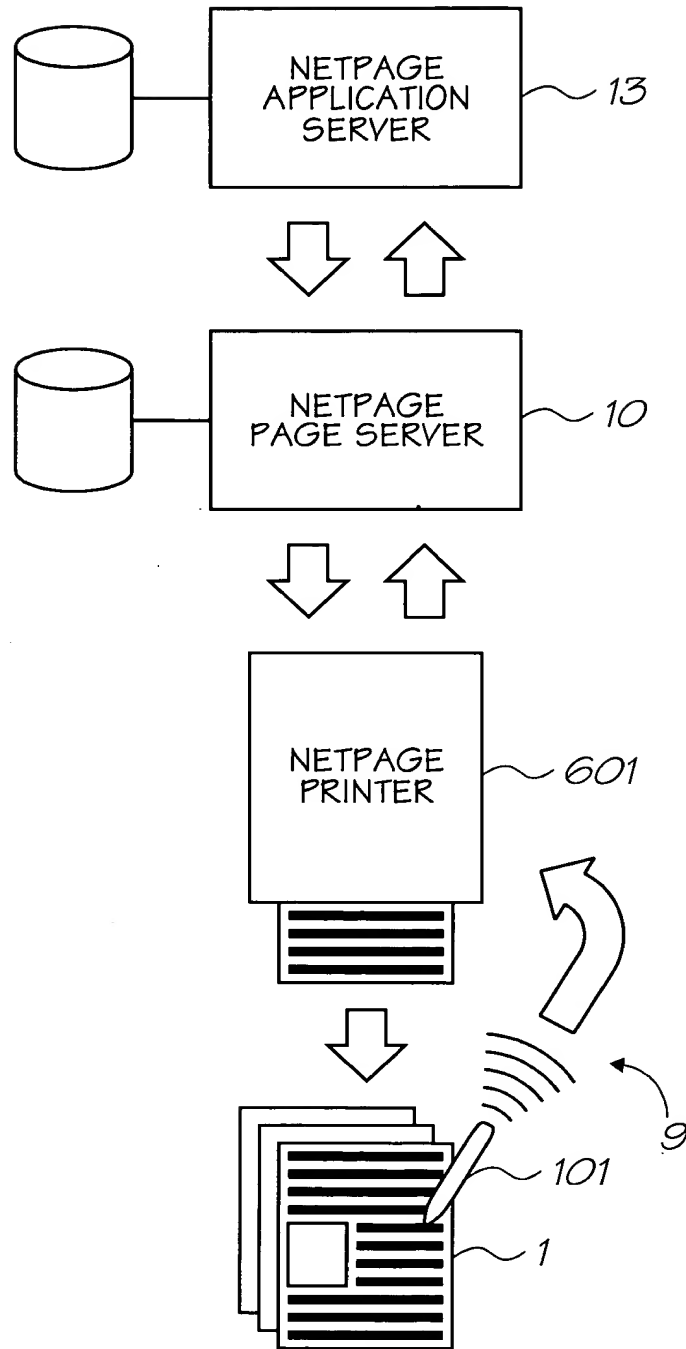 NETPAGE
APPLICATION
SERVER
13
NETPAGE
PAGE SERVER
10
NETPAGE
PRINTER
601
9
101
1